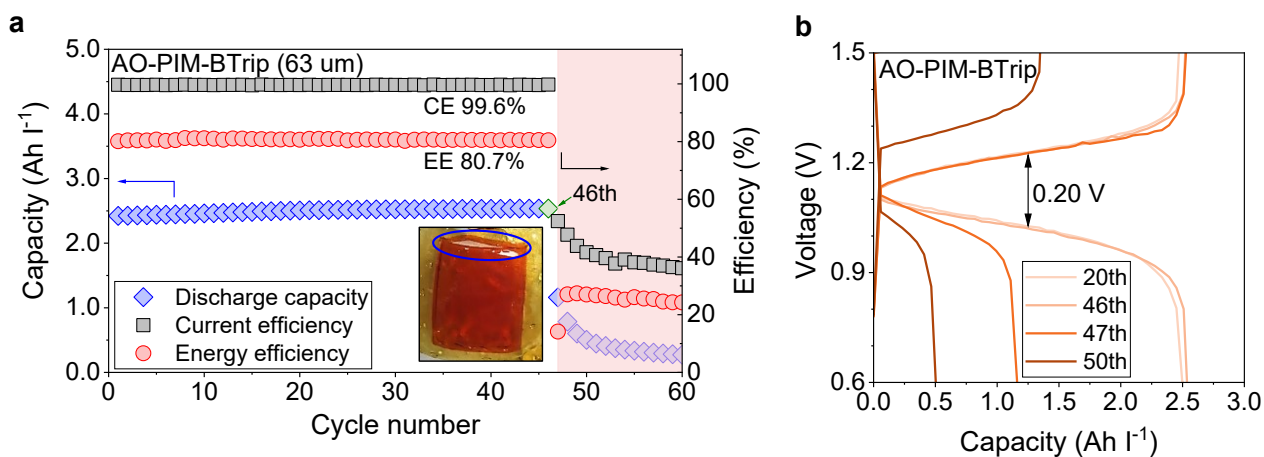 a
AO-PIM-BTrip (63 um)
CE 99.6%
EE 80.7%
46th
Discharge capacity
Current efficiency
Energy efficiency
5.0
4.0
3.0
2.0
1.0
0.0
Capacity (Ah l⁻¹)
0
10
20
30
40
50
60
Cycle number
100
80
60
40
20
0
Efficiency (%)
b
AO-PIM-BTrip
0.20 V
20th
46th
47th
50th
1.5
1.2
0.9
0.6
Voltage (V)
0.0
0.5
1.0
1.5
2.0
2.5
3.0
Capacity (Ah l⁻¹)